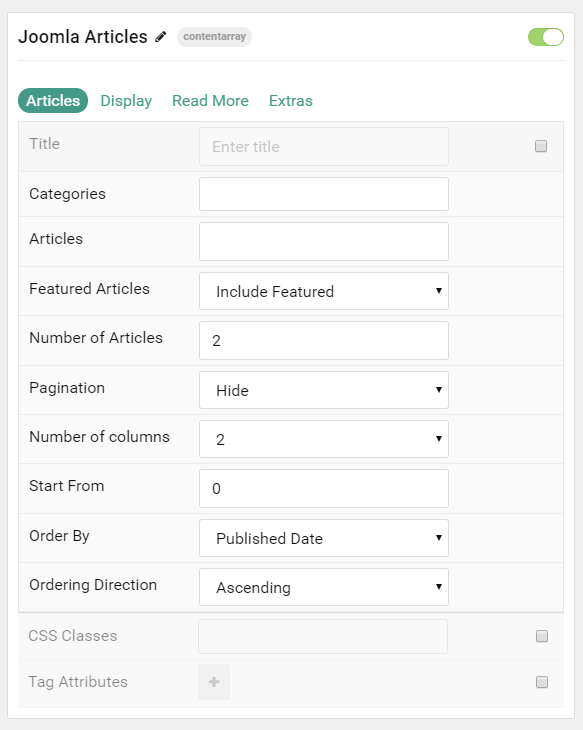 Joomla Articles contentarray
Articles Display Read More Extras
Title Enter title
Categories
Articles
Featured Articles Include Featured
Number of Articles 2
Pagination Hide
Number of columns 2
Start From 0
Order By Published Date
Ordering Direction Ascending
CSS Classes
Tag Attributes +